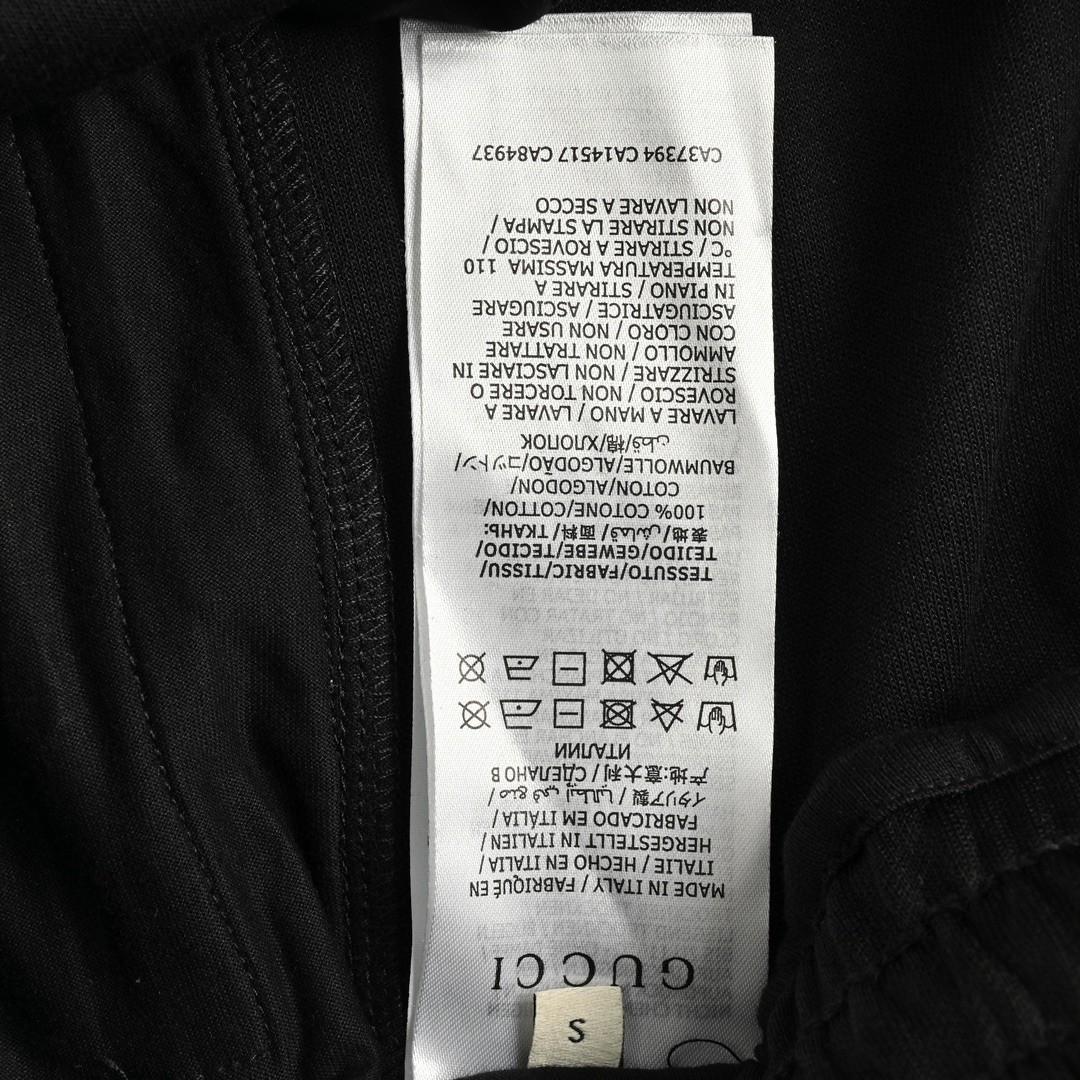 S
GUCCI
MADE IN ITALY / FABRIQUÉ EN
ITALIE / HECHO EN ITALIA /
HERGESTELLT IN ITALIEN /
FABRICADO EM ITÁLIA /
イタリア製 / صنع في إيطاليا /
产地:意大利 / СДЕЛАНО В
ИТАЛИИ
TESSUTO/FABRIC/TISSU/
TEJIDO/GEWEBE/TECIDO/
表地/قماش/面料/ТКАНЬ:
100% COTONE/COTTON/
COTON/ALGODON/
BAUMWOLLE/ALGODÃO/コットン/
قطن/棉/ХЛОПОК
LAVARE A MANO / LAVARE A
ROVESCIO / NON TORCERE O
STRIZZARE / NON LASCIARE IN
AMMOLLO / NON TRATTARE
CON CLORO / NON USARE
ASCIUGATRICE / ASCIUGARE
IN PIANO / STIRARE A
TEMPERATURA MASSIMA 110
°C / STIRARE A ROVESCIO /
NON STIRARE LA STAMPA /
NON LAVARE A SECCO
CA37394 CA14517 CA84937